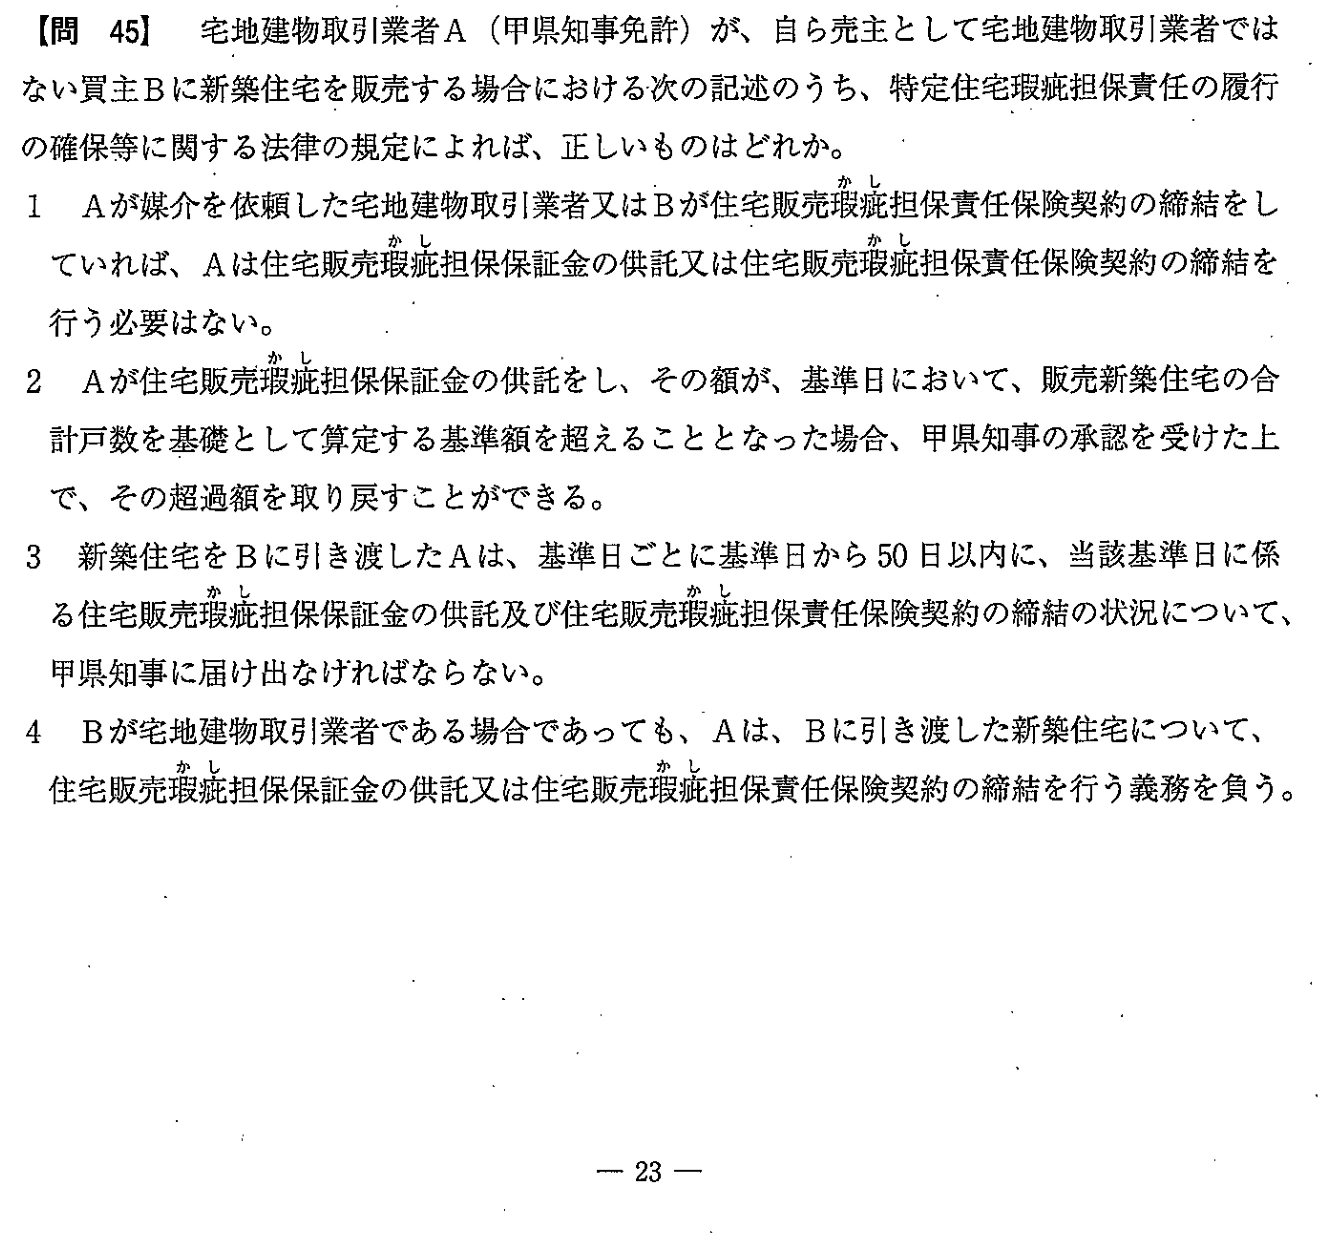 【問 45】 宅地建物取引業者A（甲県知事免許）が、自ら売主として宅地建物取引業者では
ない買主Bに新築住宅を販売する場合における次の記述のうち、特定住宅瑕疵担保責任の履行
の確保等に関する法律の規定によれば、正しいものはどれか。
1 Aが媒介を依頼した宅地建物取引業者又はBが住宅販売瑕疵担保責任保険契約の締結をし
ていれば、Aは住宅販売瑕疵担保保証金の供託又は住宅販売瑕疵担保責任保険契約の締結を
行う必要はない。
2 Aが住宅販売瑕疵担保保証金の供託をし、その額が、基準日において、販売新築住宅の合
計戸数を基礎として算定する基準額を超えることとなった場合、甲県知事の承認を受けた上
で、その超過額を取り戻すことができる。
3 新築住宅をBに引き渡したAは、基準日ごとに基準日から50日以内に、当該基準日に係
る住宅販売瑕疵担保保証金の供託及び住宅販売瑕疵担保責任保険契約の締結の状況について、
甲県知事に届け出なければならない。
4 Bが宅地建物取引業者である場合であっても、Aは、Bに引き渡した新築住宅について、
住宅販売瑕疵担保保証金の供託又は住宅販売瑕疵担保責任保険契約の締結を行う義務を負う。
— 23 —